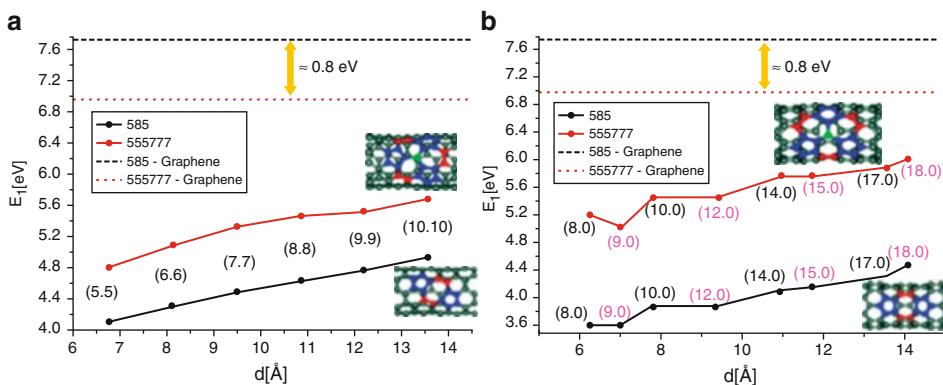 a
7.6
7.2
6.8
6.4
6.0
5.6
5.2
4.8
4.4
4.0
E1[eV]
≈ 0.8 eV
585
555777
585 - Graphene
555777 - Graphene
(5.5)
(6.6)
(7.7)
(8.8)
(9.9)
(10.10)
6 7 8 9 10 11 12 13 14
d[Å]
b
7.6
7.2
6.8
6.4
6.0
5.6
5.2
4.8
4.4
4.0
3.6
E1[eV]
≈ 0.8 eV
585
555777
585 - Graphene
555777 - Graphene
(8.0) (9.0) (10.0) (12.0) (14.0) (15.0) (17.0) (18.0)
(8.0) (9.0) (10.0) (12.0) (14.0) (15.0) (17.0) (18.0)
6 8 10 12 14
d[Å]